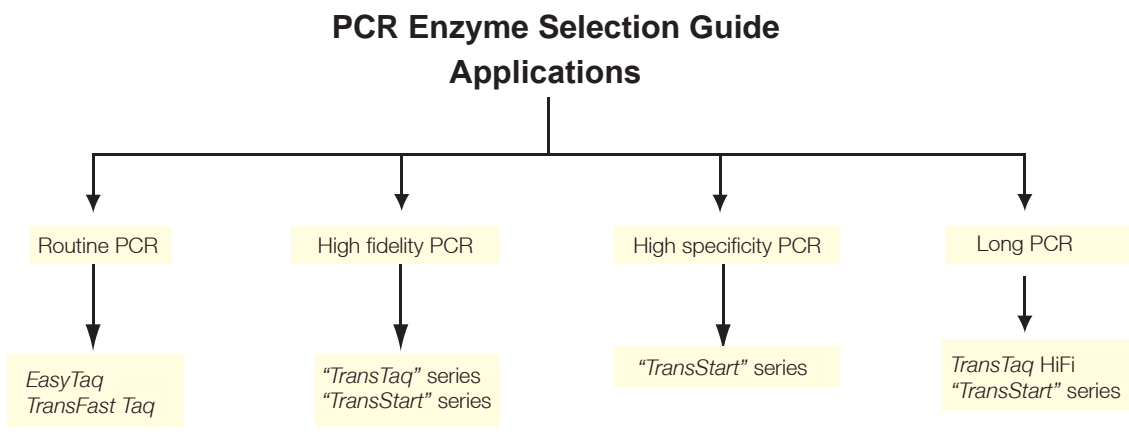 PCR Enzyme Selection Guide
Applications
Routine PCR
High fidelity PCR
High specificity PCR
Long PCR
EasyTaq
TransFast Taq
“TransTaq” series
“TransStart” series
“TransStart” series
TransTaq HiFi
“TransStart” series